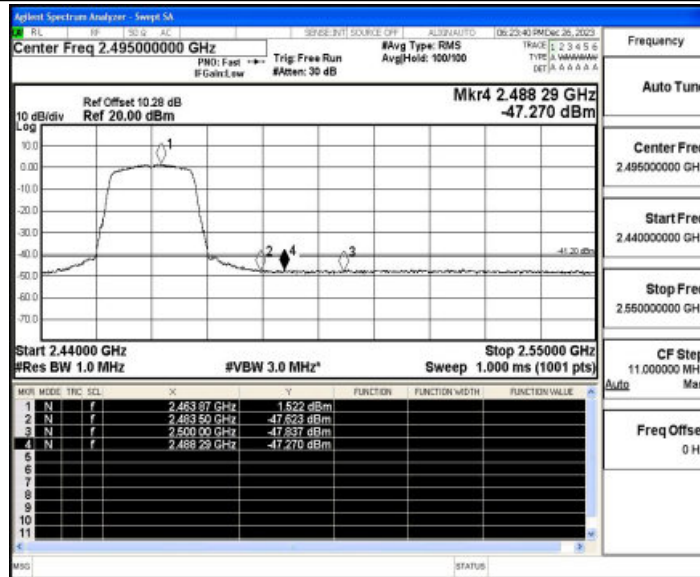 Agilent Spectrum Analyzer - Swept SA
RL RF 50 Ω AC SENSE:INT SOURCE OFF ALIGNAUTO 06:23:40 PM Dec 26, 2023
Center Freq 2.495000000 GHz
PNO: Fast
IFGain:Low
Trig: Free Run
#Atten: 30 dB
#Avg Type: RMS
Avg|Hold: 100/100
TRACE 1 2 3 4 5 6
TYPE A WWWWW
DET A A A A A A
Ref Offset 10.28 dB
10 dB/div Ref 20.00 dBm
Log
Mkr4 2.488 29 GHz
-47.270 dBm
10.0
0.00
-10.0
-20.0
-30.0
-40.0
-50.0
-60.0
-70.0
1
2
4
3
-41.20 dBm
Start 2.44000 GHz Stop 2.55000 GHz
#Res BW 1.0 MHz #VBW 3.0 MHz* Sweep 1.000 ms (1001 pts)
MKR MODE TRC SCL X Y FUNCTION FUNCTION WIDTH FUNCTION VALUE
1 N f 2.463 87 GHz 1.522 dBm
2 N f 2.483 50 GHz -47.623 dBm
3 N f 2.500 00 GHz -47.837 dBm
4 N f 2.488 29 GHz -47.270 dBm
5
6
7
8
9
10
11
MSG STATUS
Frequency
Auto Tune
Center Freq
2.495000000 GH
Start Freq
2.440000000 GH
Stop Freq
2.550000000 GH
CF Step
11.000000 MH
Auto Ma
Freq Offse
0 H